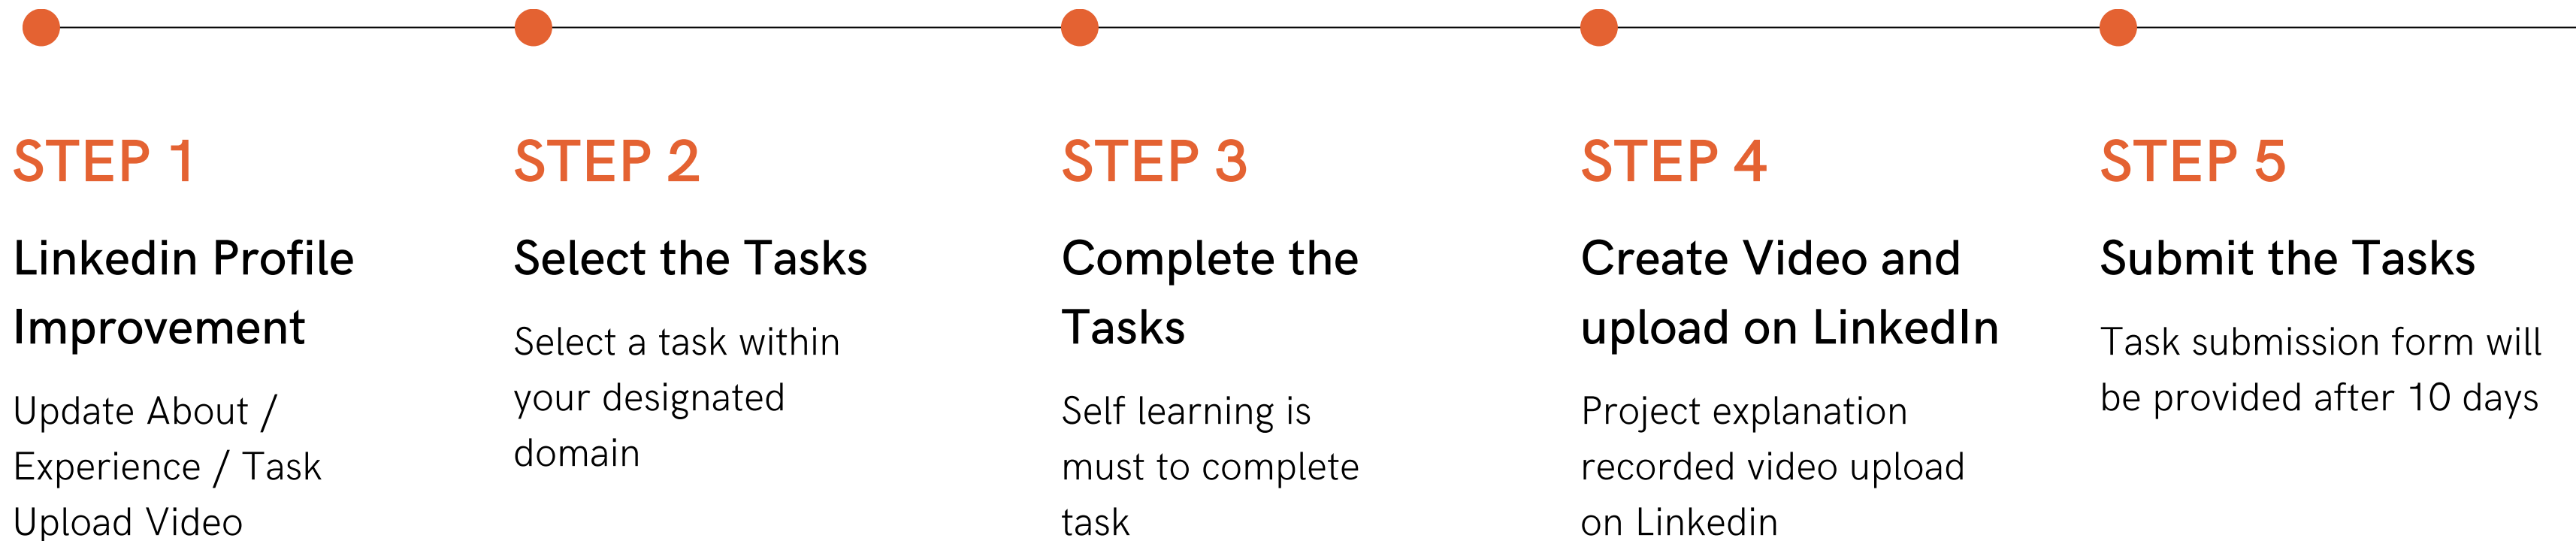 STEP 1
Linkedin Profile
Improvement
Update About /
Experience / Task
Upload Video
STEP 2
Select the Tasks
Select a task within
your designated
domain
STEP 3
Complete the
Tasks
Self learning is
must to complete
task
STEP 4
Create Video and
upload on LinkedIn
Project explanation
recorded video upload
on Linkedin
STEP 5
Submit the Tasks
Task submission form will
be provided after 10 days